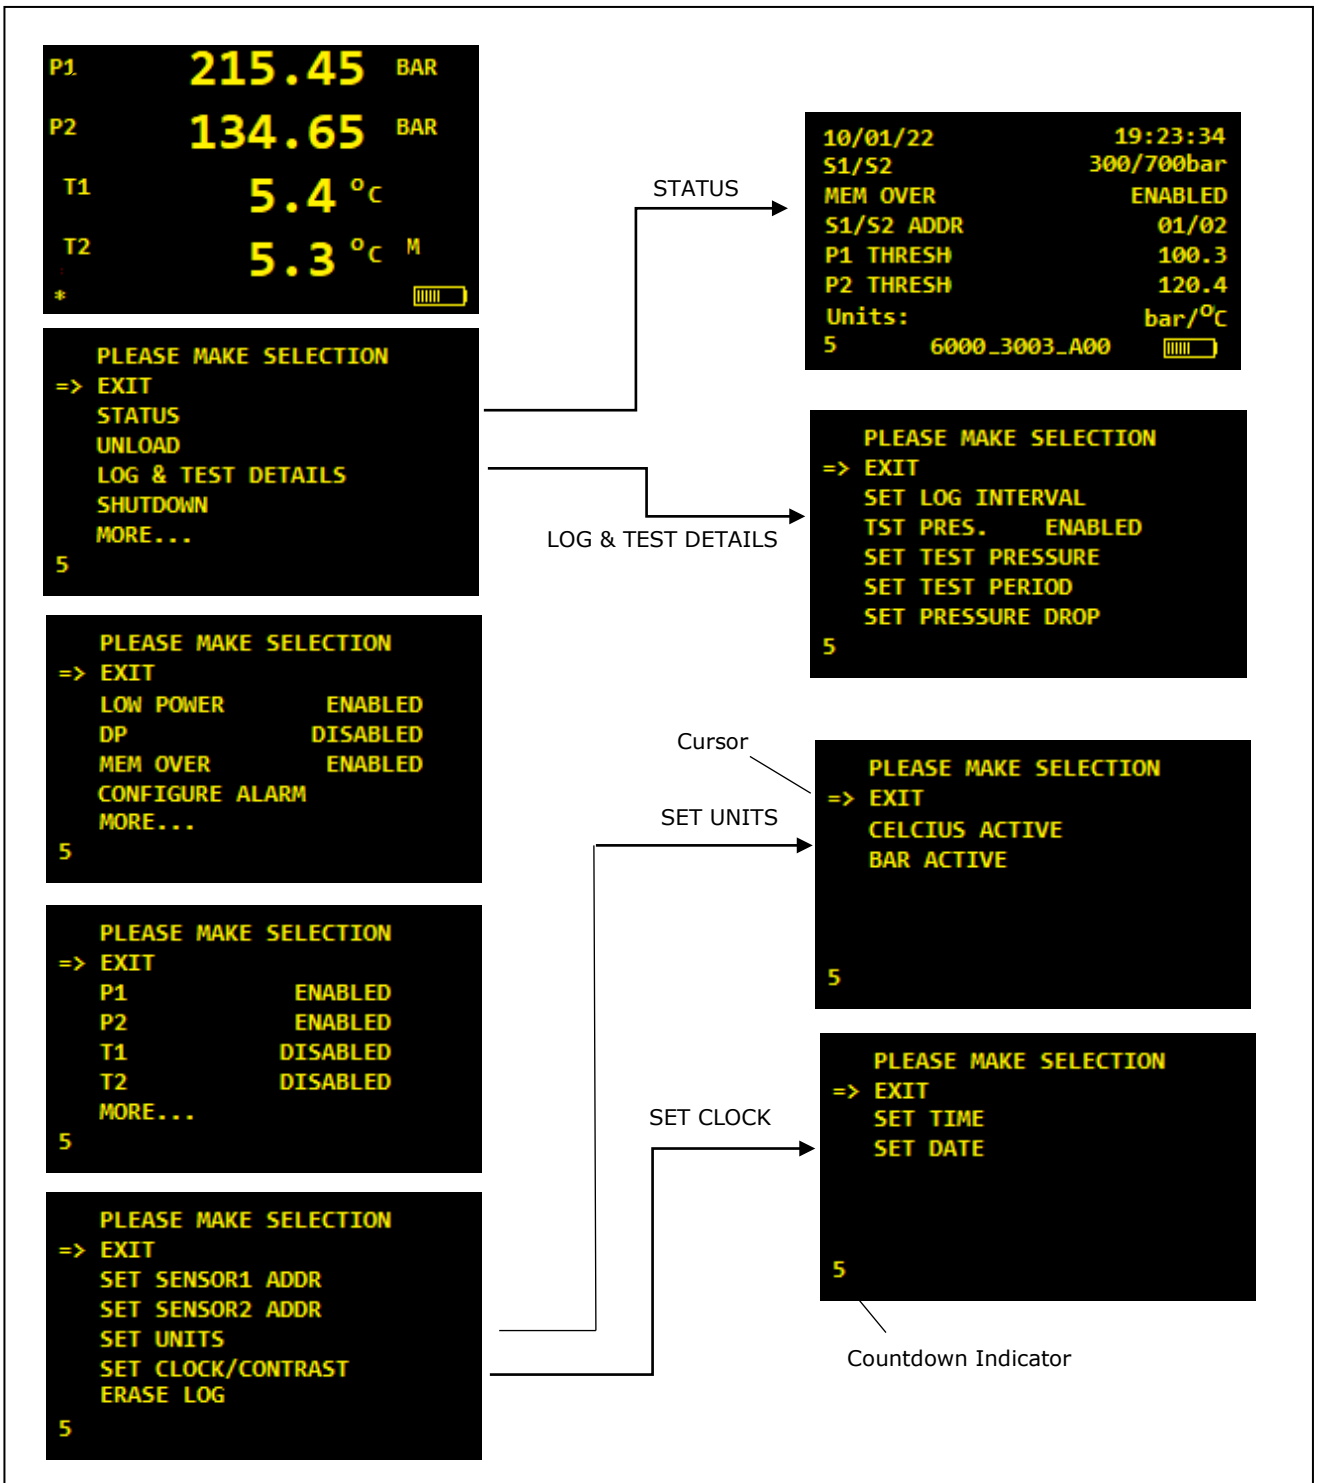 P1 215.45 BAR
P2 134.65 BAR
T1 5.4 °C
T2 5.3 °C M
*
PLEASE MAKE SELECTION
=> EXIT
STATUS
UNLOAD
LOG & TEST DETAILS
SHUTDOWN
MORE...
5
PLEASE MAKE SELECTION
=> EXIT
LOW POWER ENABLED
DP DISABLED
MEM OVER ENABLED
CONFIGURE ALARM
MORE...
5
PLEASE MAKE SELECTION
=> EXIT
P1 ENABLED
P2 ENABLED
T1 DISABLED
T2 DISABLED
MORE...
5
PLEASE MAKE SELECTION
=> EXIT
SET SENSOR1 ADDR
SET SENSOR2 ADDR
SET UNITS
SET CLOCK/CONTRAST
ERASE LOG
5
STATUS
10/01/22 19:23:34
S1/S2 300/700bar
MEM OVER ENABLED
S1/S2 ADDR 01/02
P1 THRESH 100.3
P2 THRESH 120.4
Units: bar/°C
5 6000_3003_A00
LOG & TEST DETAILS
PLEASE MAKE SELECTION
=> EXIT
SET LOG INTERVAL
TST PRES. ENABLED
SET TEST PRESSURE
SET TEST PERIOD
SET PRESSURE DROP
5
Cursor
SET UNITS
PLEASE MAKE SELECTION
=> EXIT
CELCIUS ACTIVE
BAR ACTIVE
5
SET CLOCK
PLEASE MAKE SELECTION
=> EXIT
SET TIME
SET DATE
5
Countdown Indicator